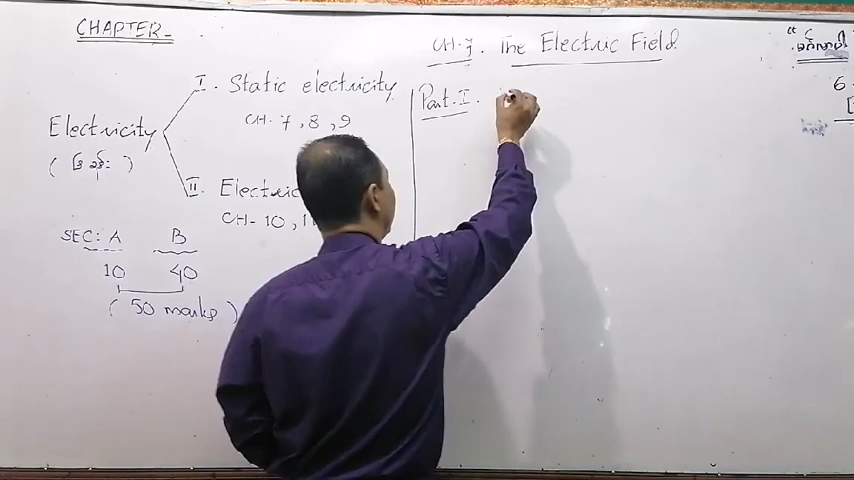 CHAPTER
CH.7. The Electric Field
I. Static electricity
Part.I.
CH- 7, 8, 9
Electricity
II. Electric
CH- 10, 11
SEC: A B
10 40
( 50 marks )
6